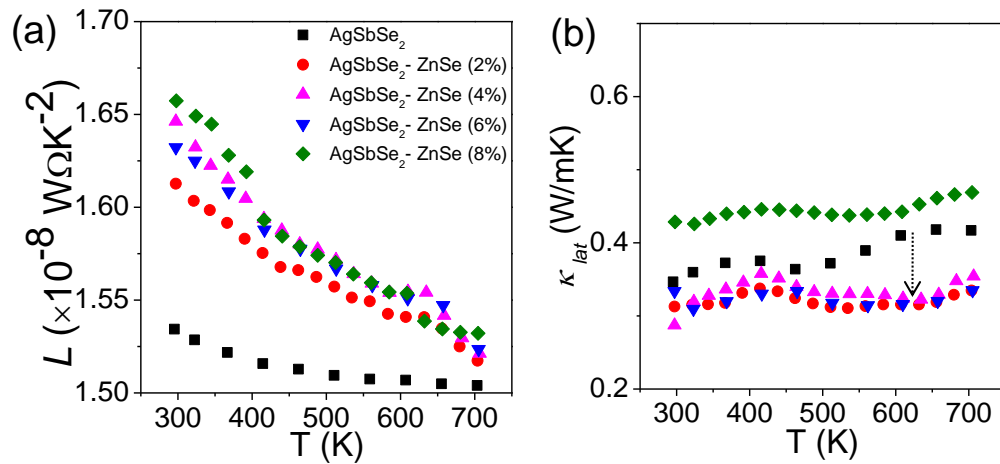 (a)
1.70
1.65
1.60
1.55
1.50
L (×10⁻⁸ WΩK⁻²)
AgSbSe₂
AgSbSe₂- ZnSe (2%)
AgSbSe₂- ZnSe (4%)
AgSbSe₂- ZnSe (6%)
AgSbSe₂- ZnSe (8%)
300 400 500 600 700
T (K)
(b)
0.6
0.4
0.2
κ_lat (W/mK)
300 400 500 600 700
T (K)